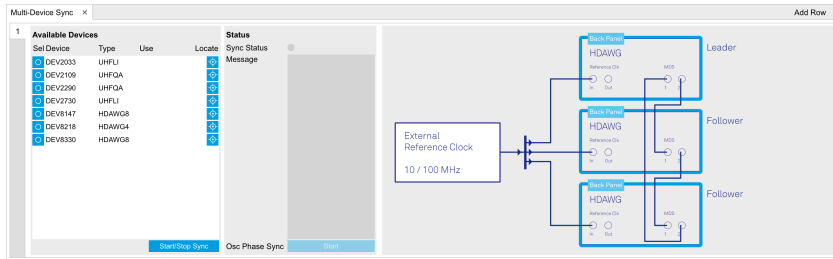 Multi-Device Sync ×
Add Row
1
Available Devices
Sel Device Type Use Locate
DEV2033 UHFLI
DEV2109 UHFQA
DEV2290 UHFQA
DEV2730 UHFLI
DEV8147 HDAWG8
DEV8218 HDAWG4
DEV8330 HDAWG8
Start/Stop Sync
Status
Sync Status
Message
Osc Phase Sync Start
External
Reference Clock
10 / 100 MHz
Back Panel
HDAWG
Leader
Reference Clk MDS
In Out 1 2
Back Panel
HDAWG
Follower
Reference Clk MDS
In Out 1 2
Back Panel
HDAWG
Follower
Reference Clk MDS
In Out 1 2